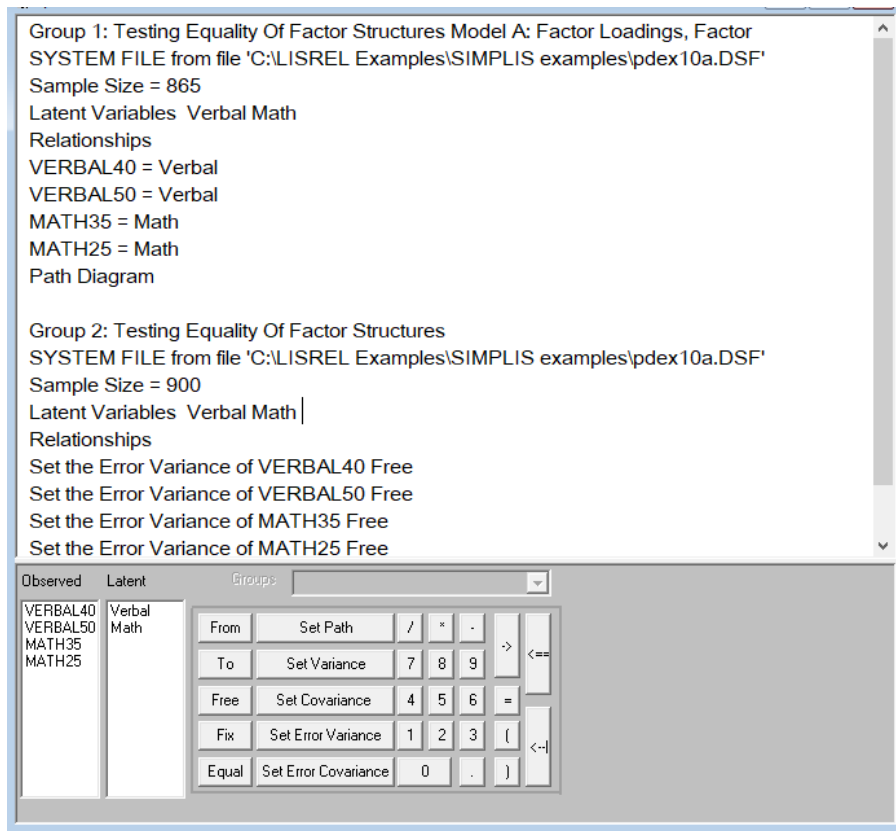 Group 1: Testing Equality Of Factor Structures Model A: Factor Loadings, Factor
SYSTEM FILE from file 'C:\LISREL Examples\SIMPLIS examples\pdex10a.DSF'
Sample Size = 865
Latent Variables  Verbal Math
Relationships
VERBAL40 = Verbal
VERBAL50 = Verbal
MATH35 = Math
MATH25 = Math
Path Diagram
Group 2: Testing Equality Of Factor Structures
SYSTEM FILE from file 'C:\LISREL Examples\SIMPLIS examples\pdex10a.DSF'
Sample Size = 900
Latent Variables  Verbal Math
Relationships
Set the Error Variance of VERBAL40 Free
Set the Error Variance of VERBAL50 Free
Set the Error Variance of MATH35 Free
Set the Error Variance of MATH25 Free
Observed Latent Groups
VERBAL40 Verbal
VERBAL50 Math
MATH35
MATH25
From Set Path / * - -> <==
To Set Variance 7 8 9
Free Set Covariance 4 5 6 =
Fix Set Error Variance 1 2 3 ( <--|
Equal Set Error Covariance 0 . )